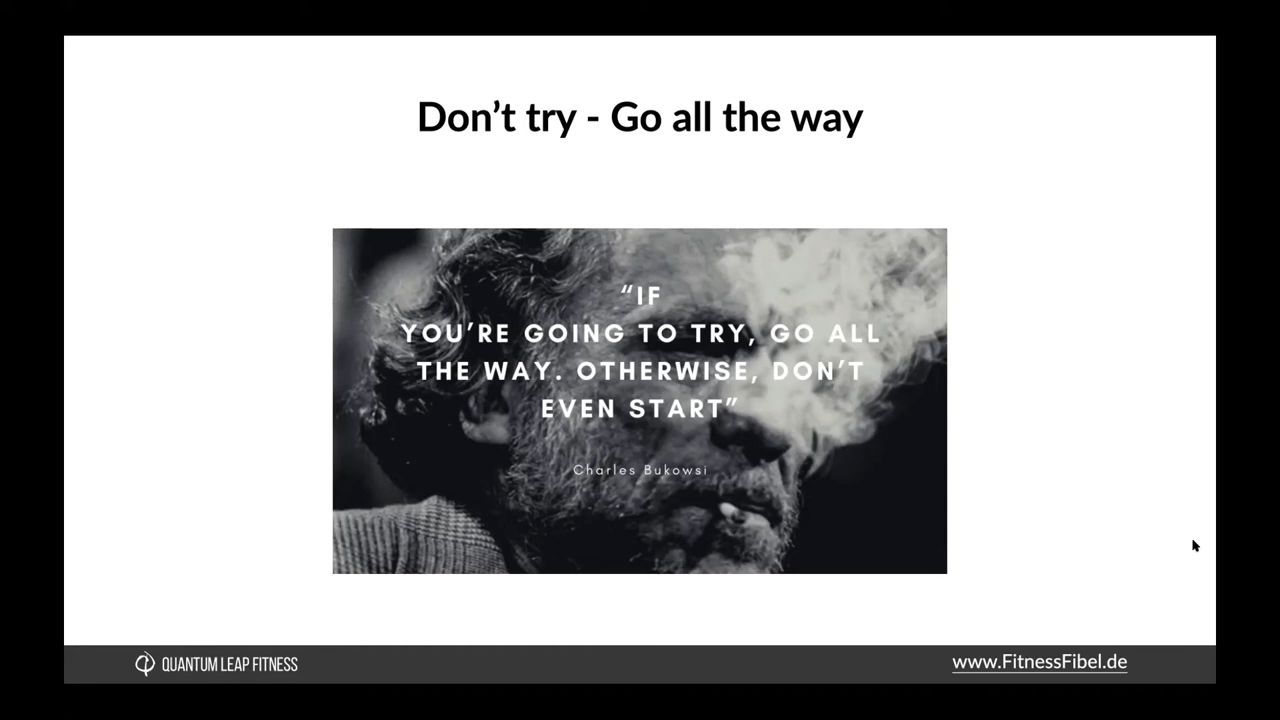 Don’t try - Go all the way
“IF
YOU’RE GOING TO TRY, GO ALL
THE WAY. OTHERWISE, DON’T
EVEN START”
Charles Bukowsi
QUANTUM LEAP FITNESS
www.FitnessFibel.de